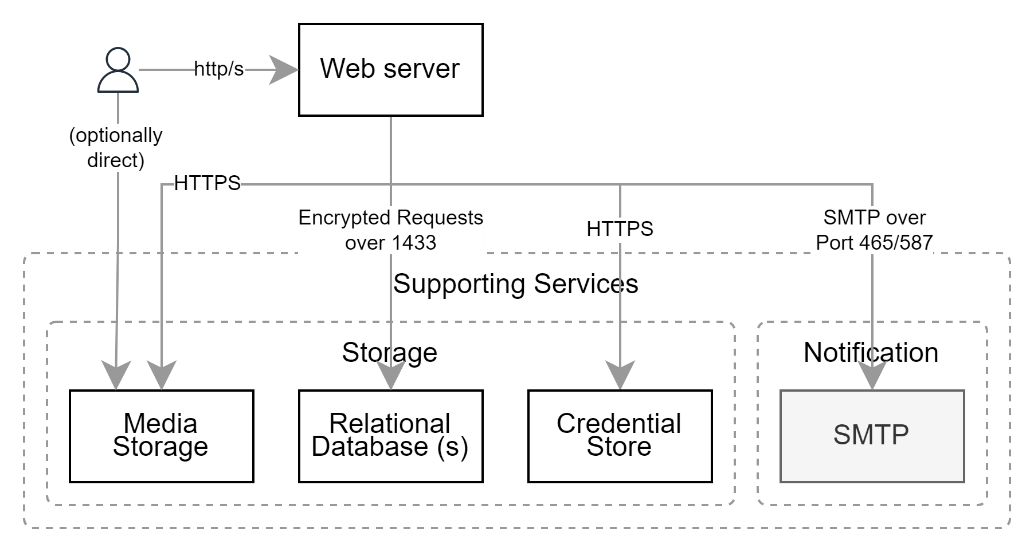 Web server
http/s
(optionally
direct)
HTTPS
Encrypted Requests
over 1433
HTTPS
SMTP over
Port 465/587
Supporting Services
Storage
Notification
Media
Storage
Relational
Database (s)
Credential
Store
SMTP